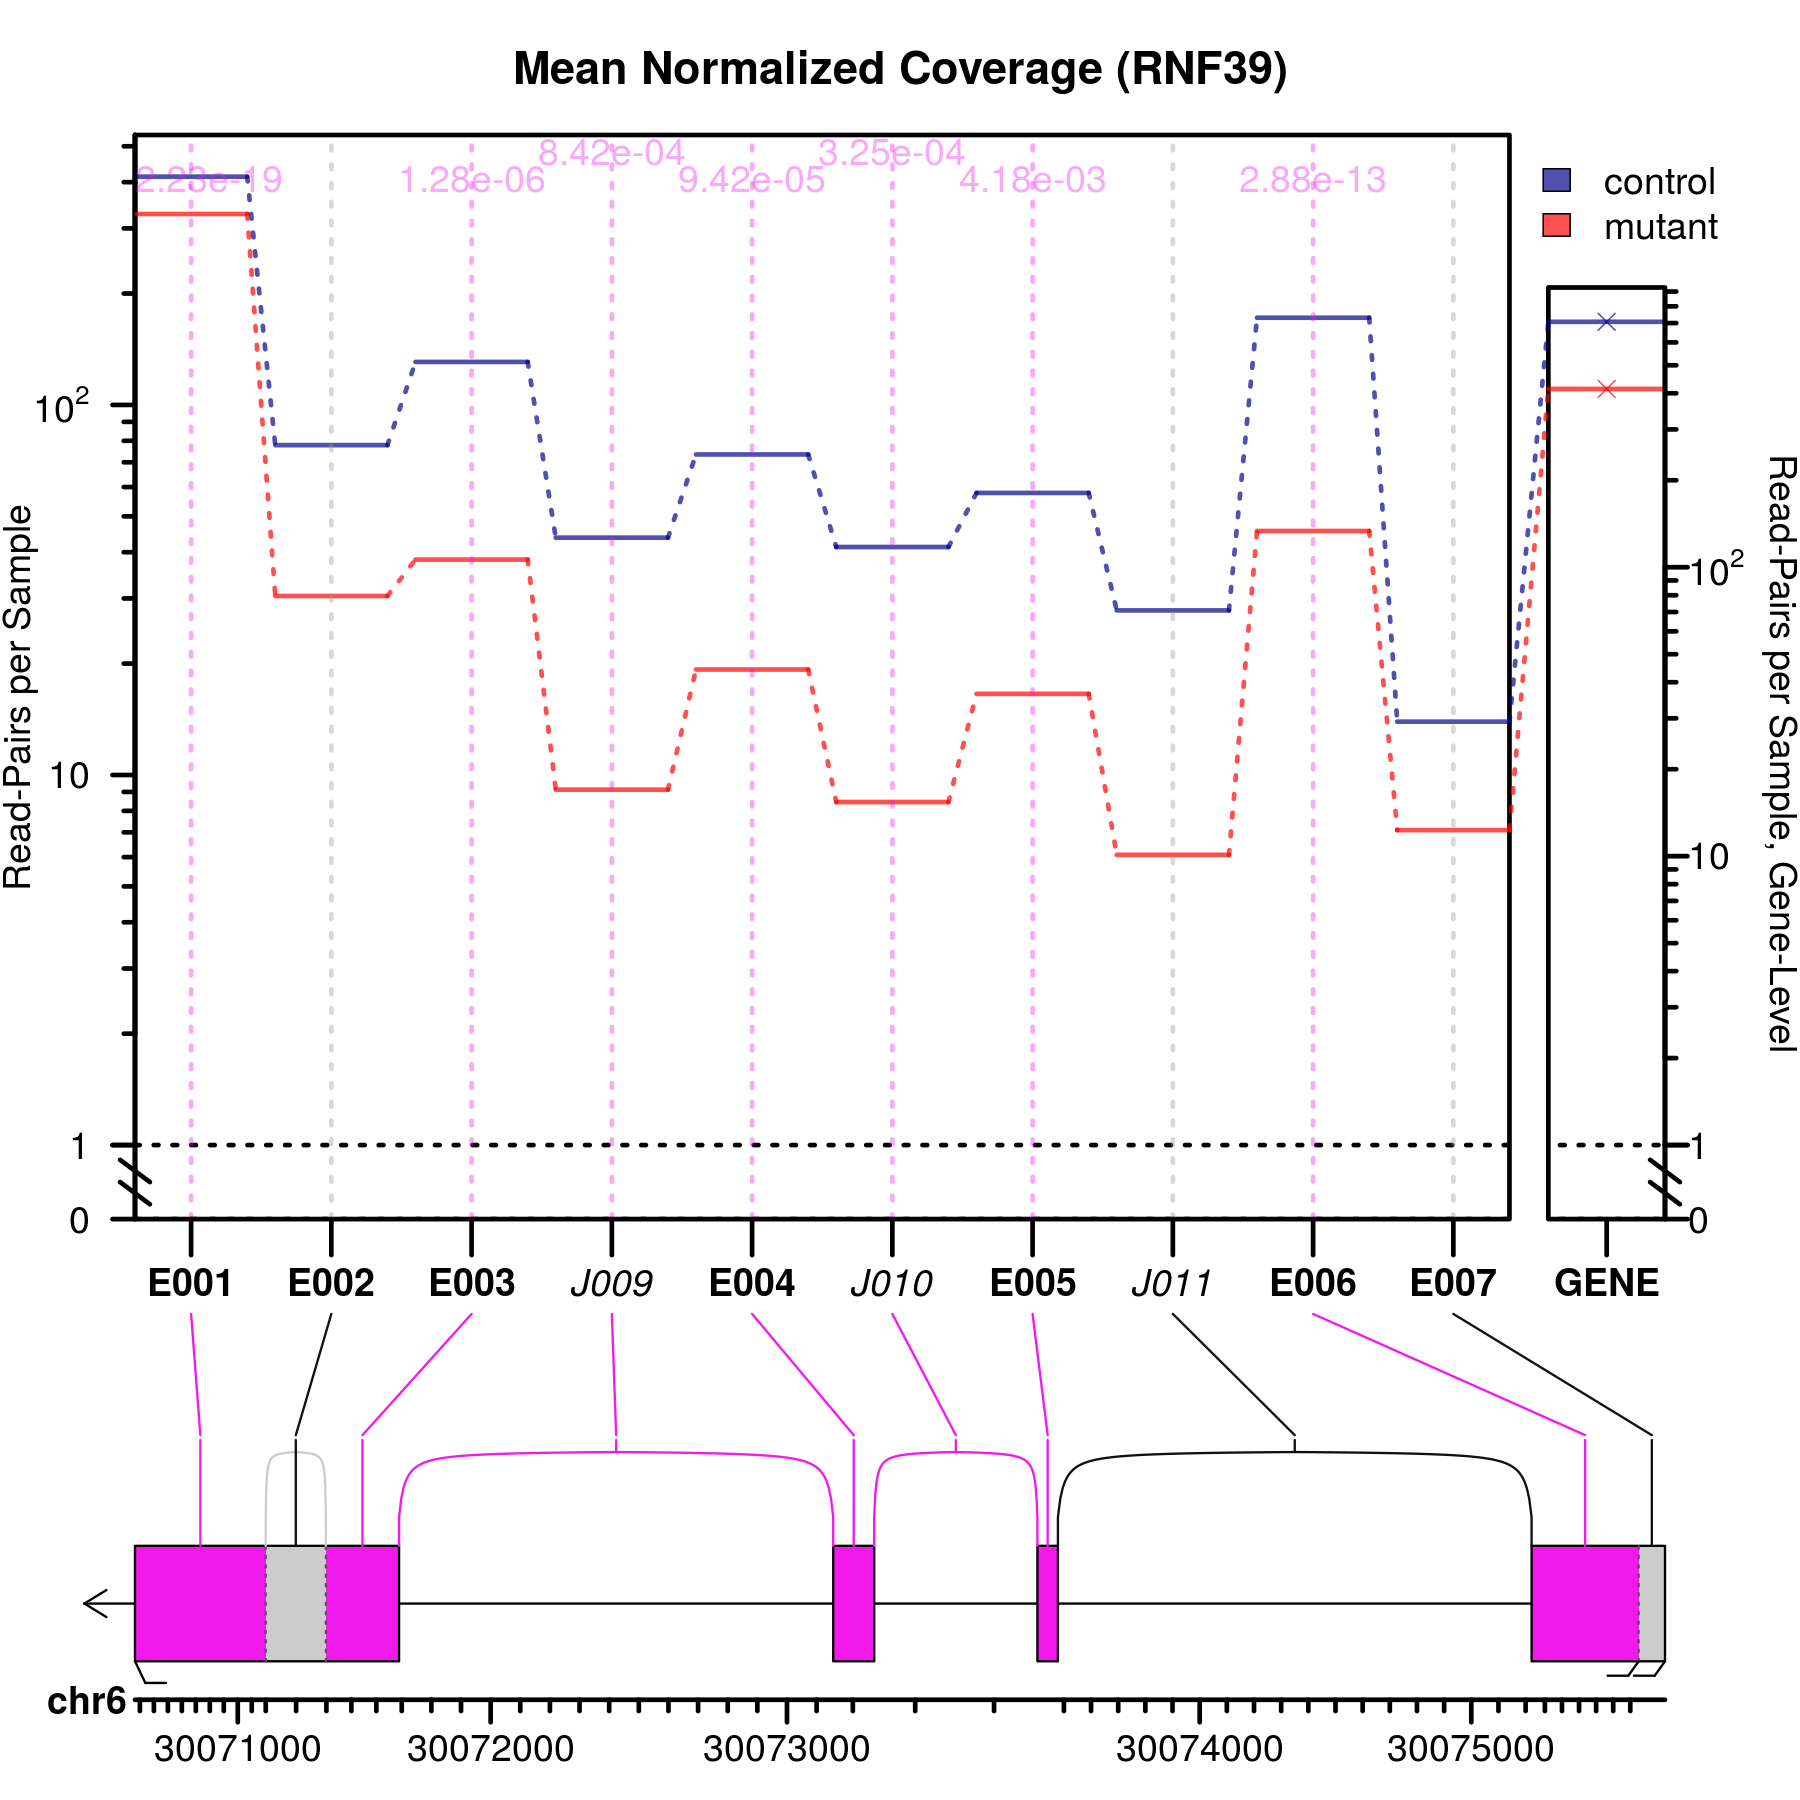 Mean Normalized Coverage (RNF39)
8.42e-04 3.25e-04
2.23e-19 1.28e-06 9.42e-05 4.18e-03 2.88e-13
control
mutant
Read-Pairs per Sample
10²
10
1
0
10²
10
1
0
Read-Pairs per Sample, Gene-Level
E001 E002 E003 J009 E004 J010 E005 J011 E006 E007 GENE
chr6
30071000 30072000 30073000 30074000 30075000